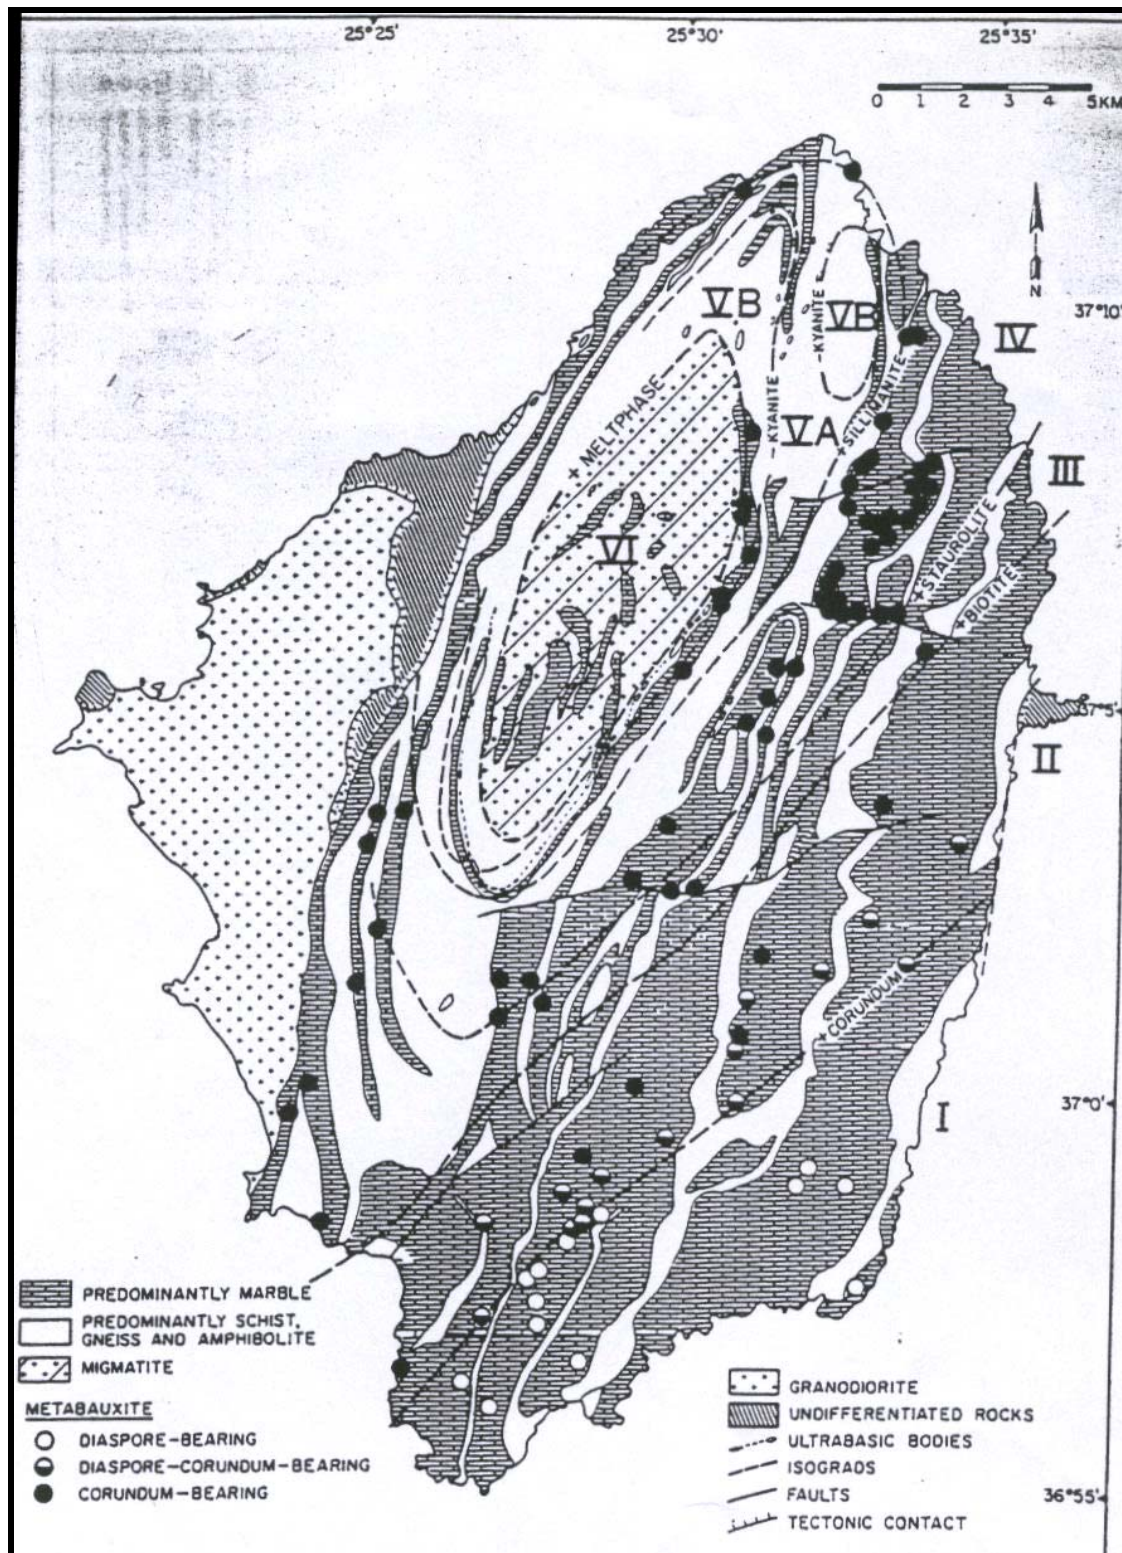 25°25'
25°30'
25°35'
0 1 2 3 4 5 KM
N
37°10'
VB
VB
IV
KYANITE
+ MELTPHASE
KYANITE
VA
+ SILLIMANITE
III
VI
+ STAUROLITE
+ BIOTITE
37°5'
II
+ CORUNDUM
37°0'
I
PREDOMINANTLY MARBLE
PREDOMINANTLY SCHIST,
GNEISS AND AMPHIBOLITE
MIGMATITE
METABAUXITE
DIASPORE-BEARING
DIASPORE-CORUNDUM-BEARING
CORUNDUM-BEARING
GRANODIORITE
UNDIFFERENTIATED ROCKS
ULTRABASIC BODIES
ISOGRADS
FAULTS
TECTONIC CONTACT
36°55'